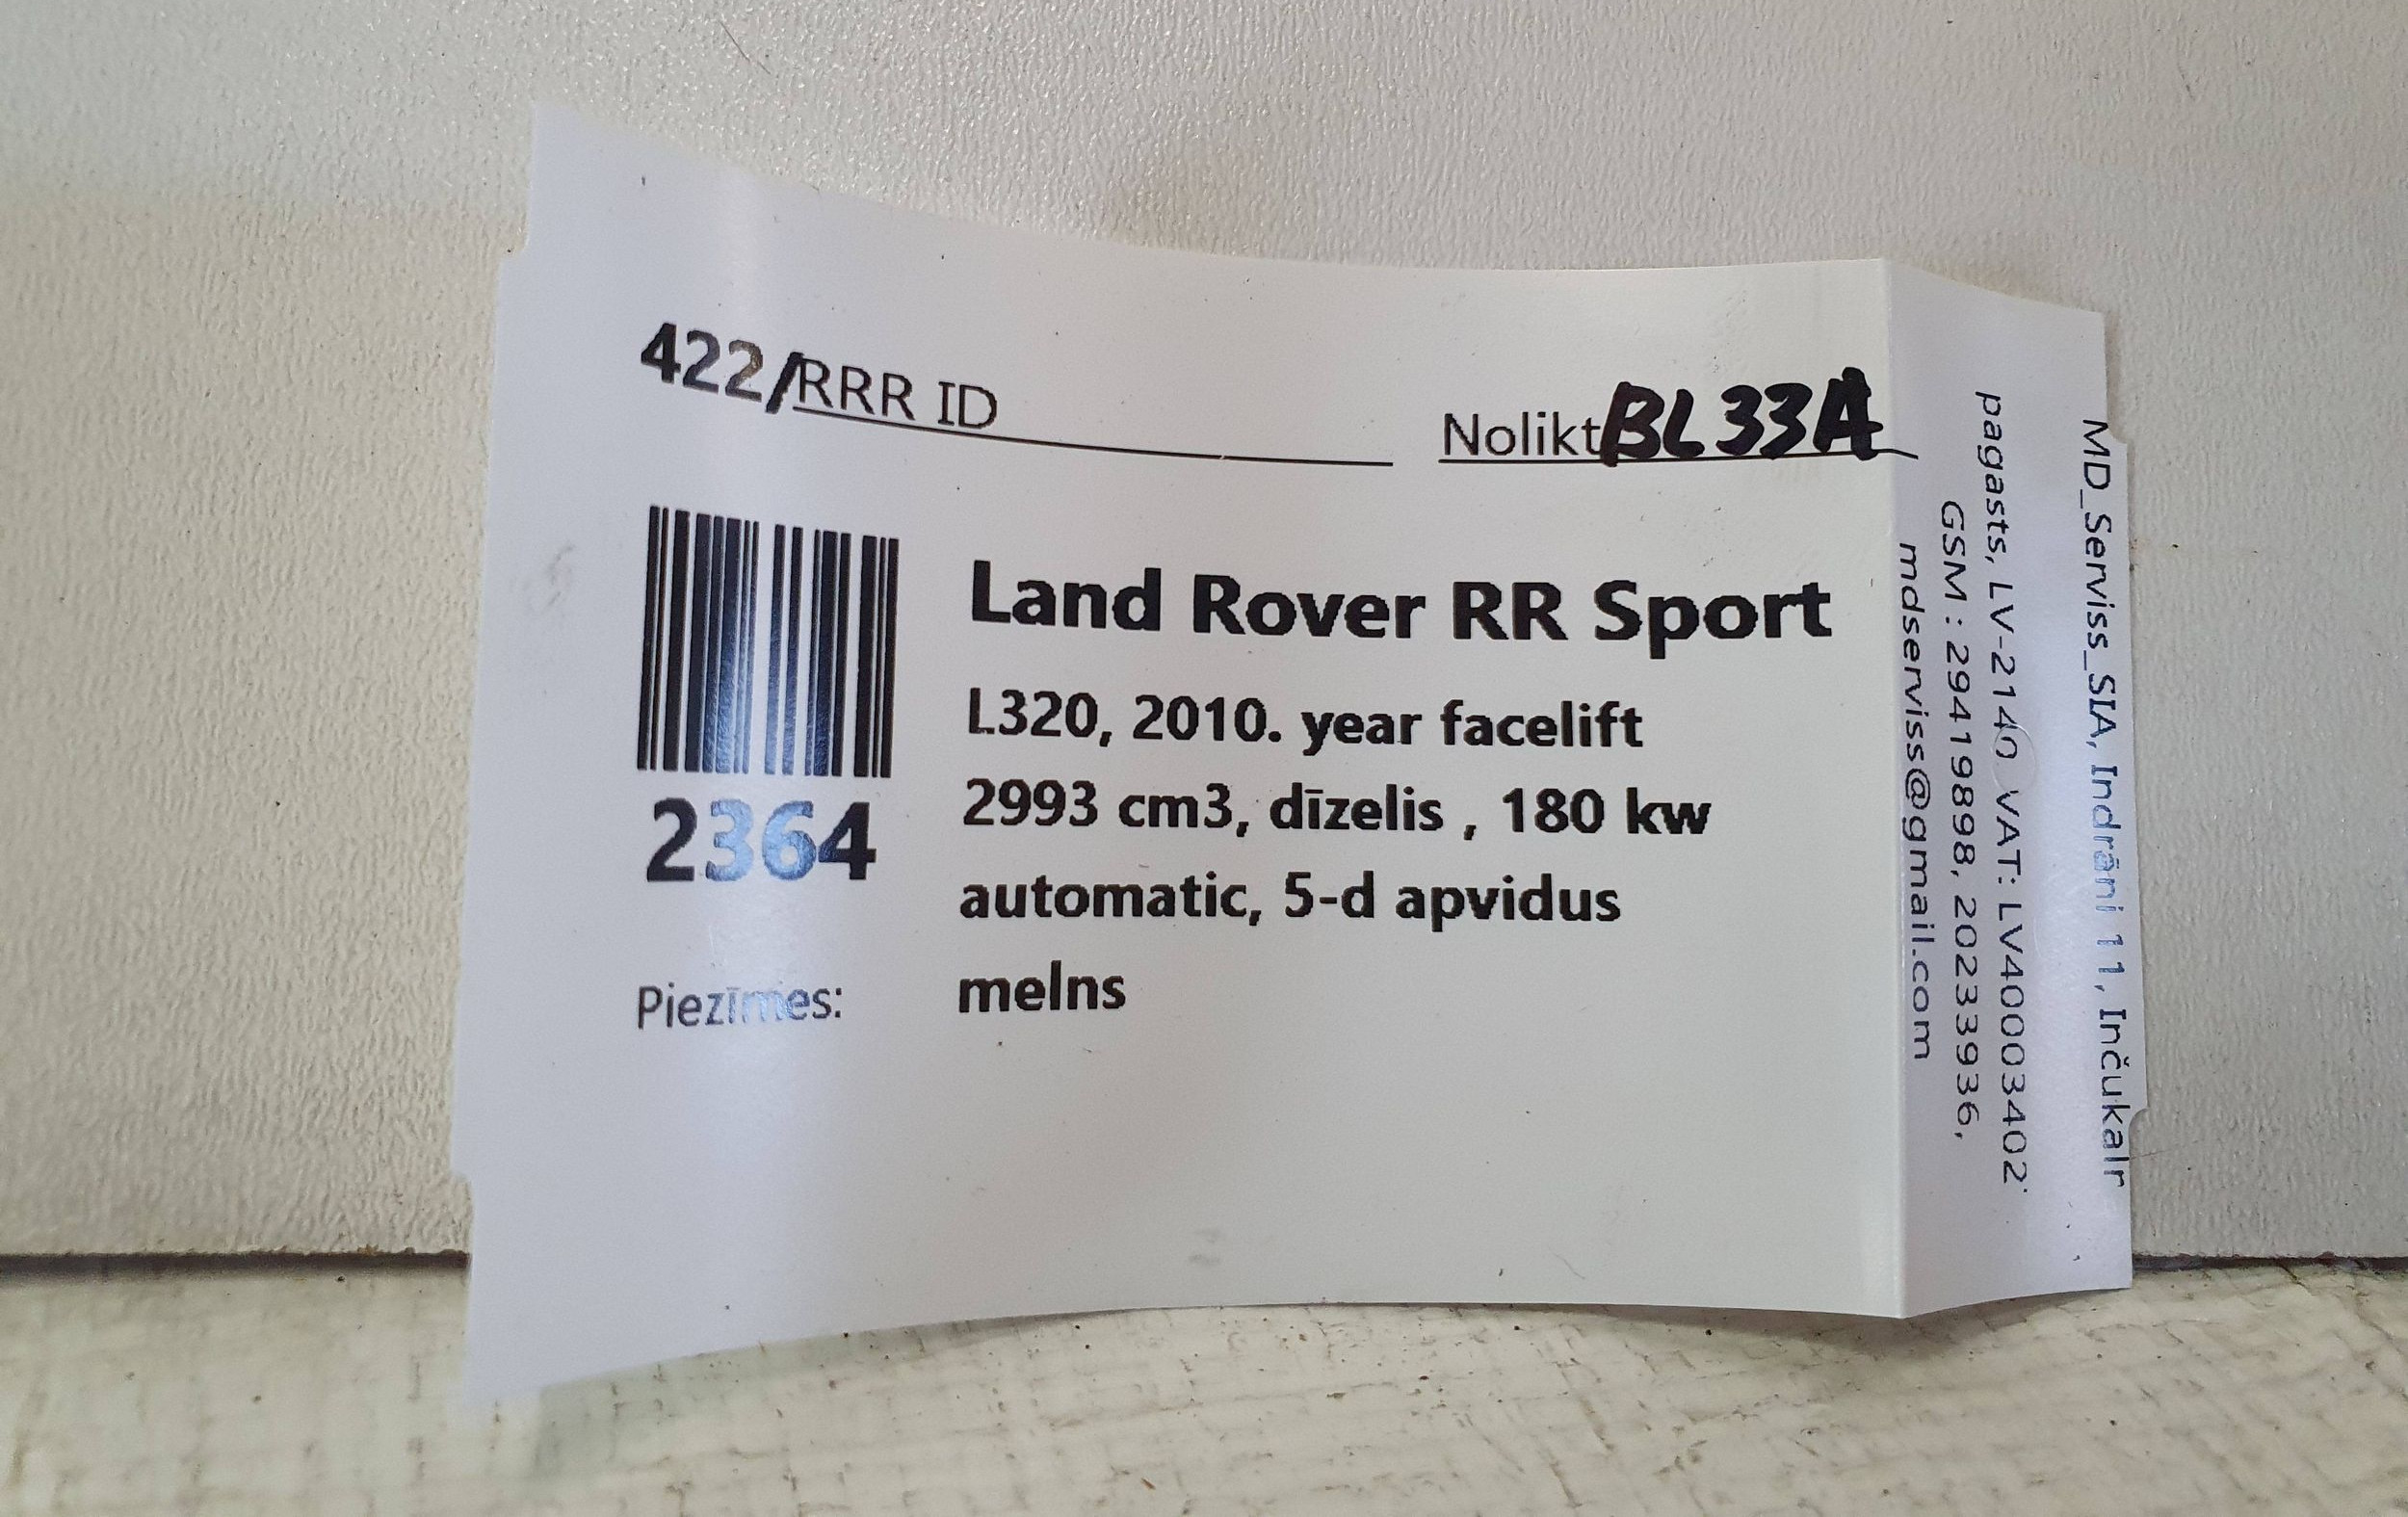 422/RRR ID
Nolikt BL33A
2364
Land Rover RR Sport
L320, 2010. year facelift
2993 cm3, dīzelis , 180 kw
automatic, 5-d apvidus
Piezīmes: melns
MD_Serviss_SIA, Indrāni 11, Inčukalr
pagasts, LV-2140 VAT: LV400003402
GSM : 29419898, 20233936,
mdserviss@gmail.com